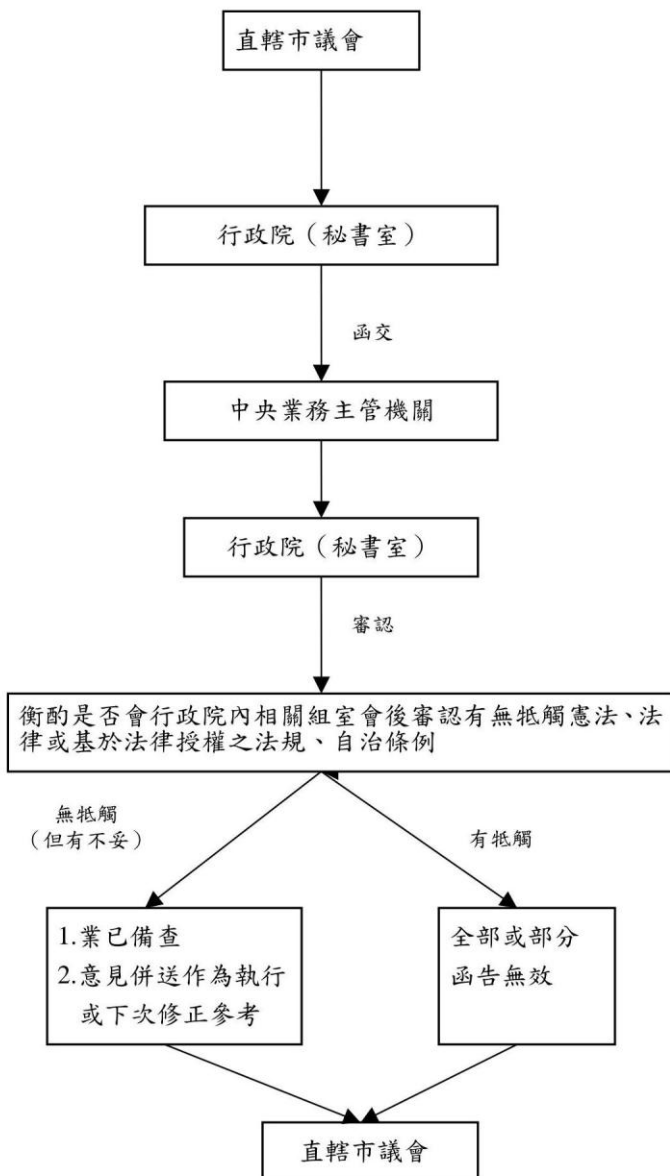 直轄市議會
行政院（秘書室）
函交
中央業務主管機關
行政院（秘書室）
審認
衡酌是否會行政院內相關組室會後審認有無牴觸憲法、法
律或基於法律授權之法規、自治條例
無牴觸
（但有不妥）
有牴觸
1.業已備查
2.意見併送作為執行
或下次修正參考
全部或部分
函告無效
直轄市議會